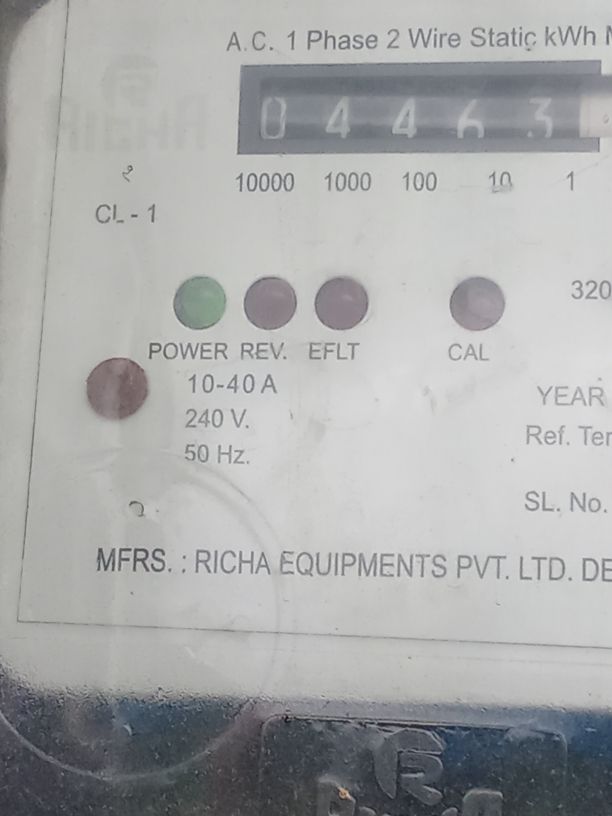 A.C. 1 Phase 2 Wire Static kWh
0 4 4 6 3
10000 1000 100 10 1
CL - 1
320
POWER REV. EFLT CAL
10-40 A
240 V.
50 Hz.
YEAR
Ref.
SL. No.
MFRS. : RICHA EQUIPMENTS PVT. LTD.